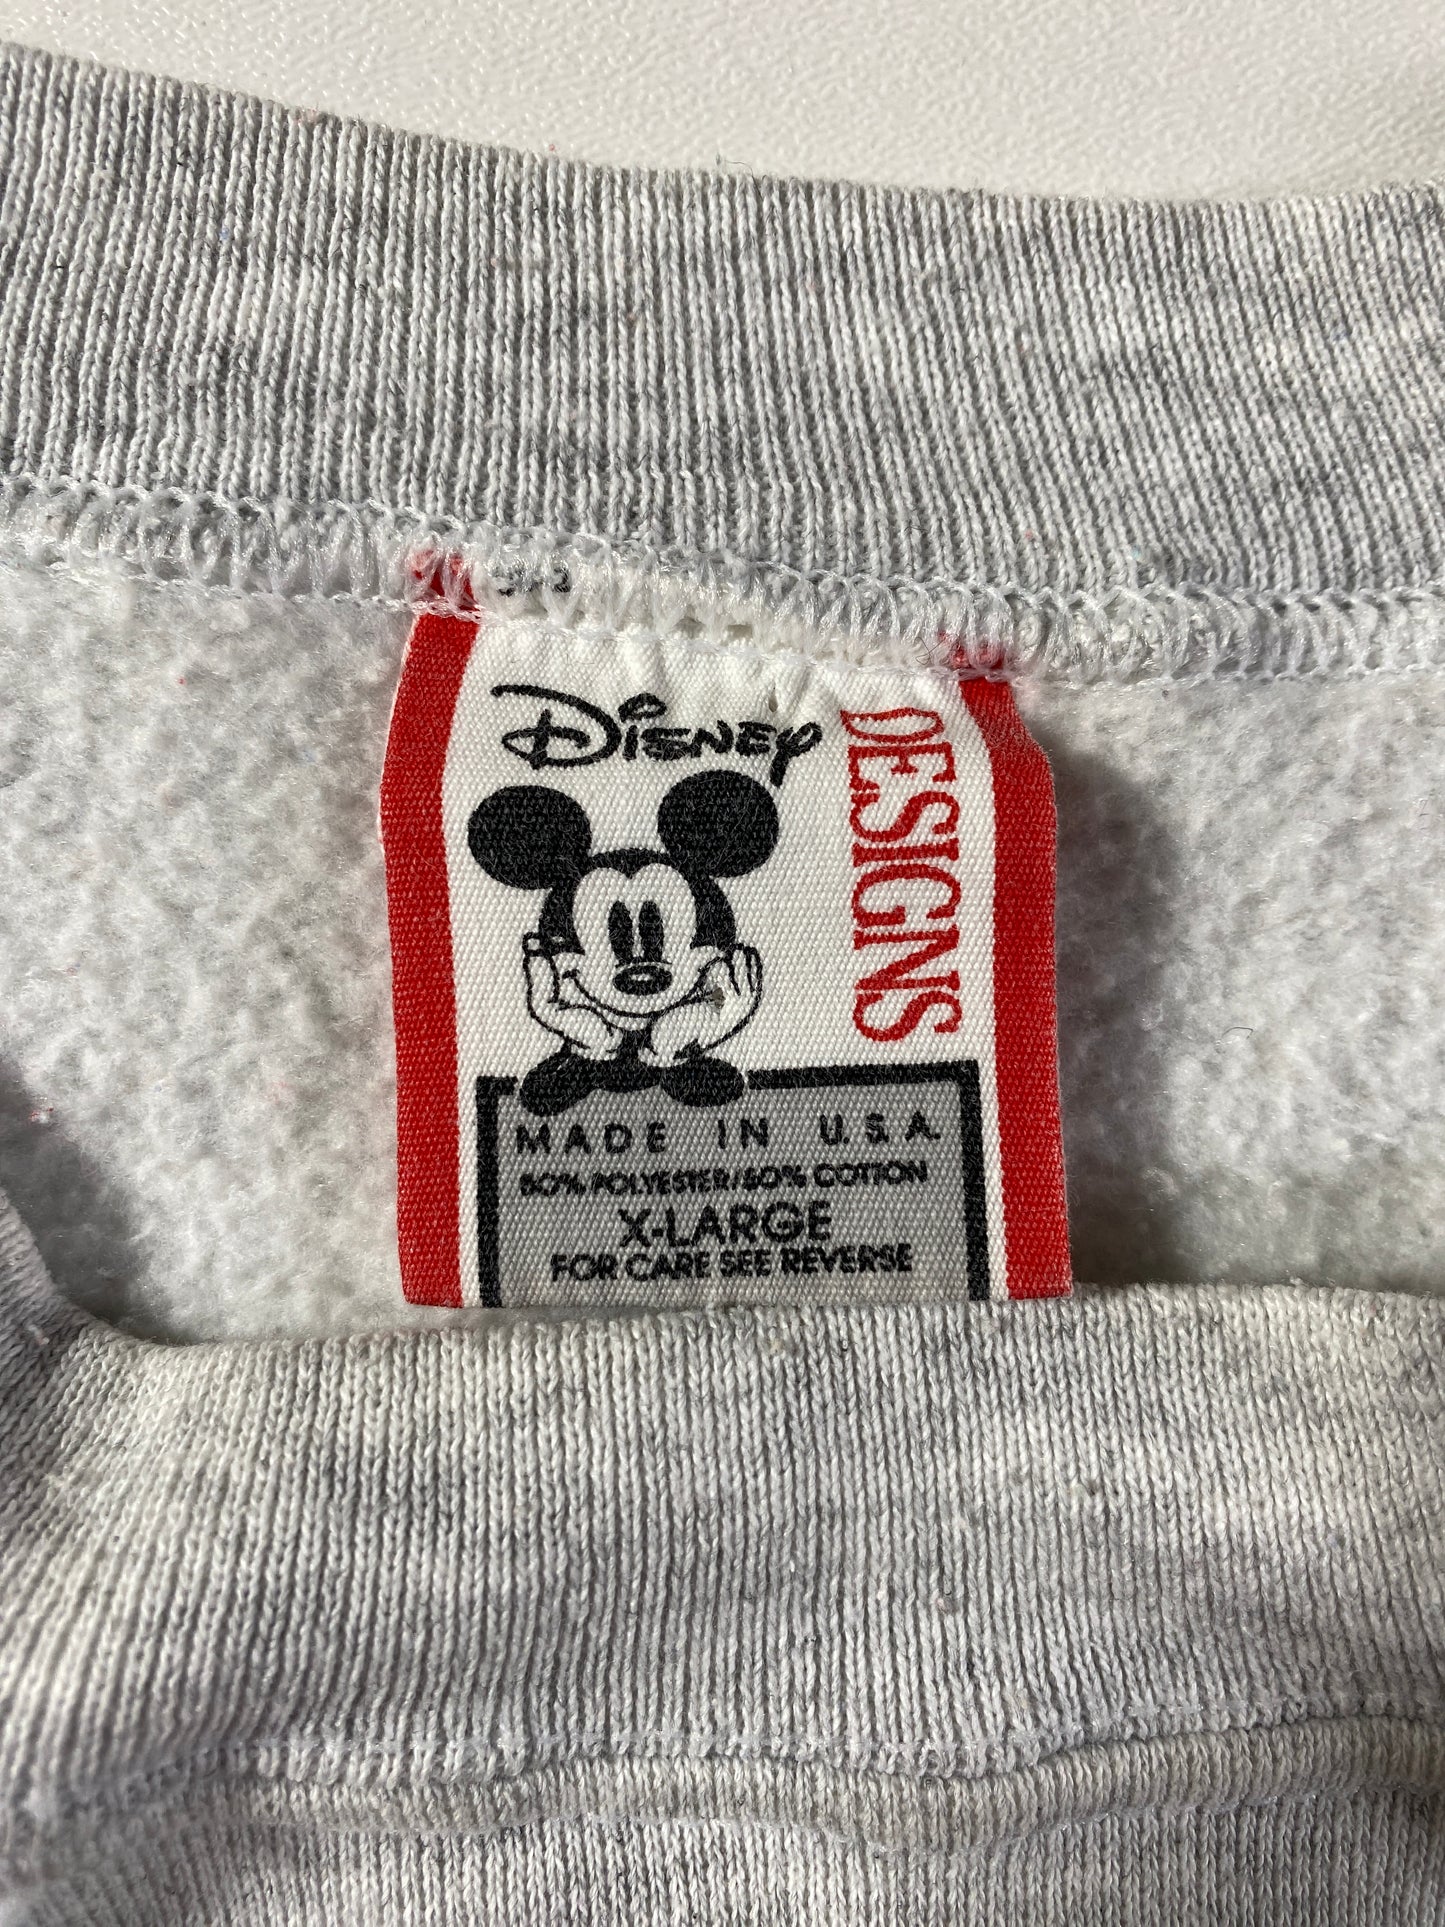 Disney
DESIGNS
MADE IN U.S.A.
50% POLYESTER/50% COTTON
X-LARGE
FOR CARE SEE REVERSE